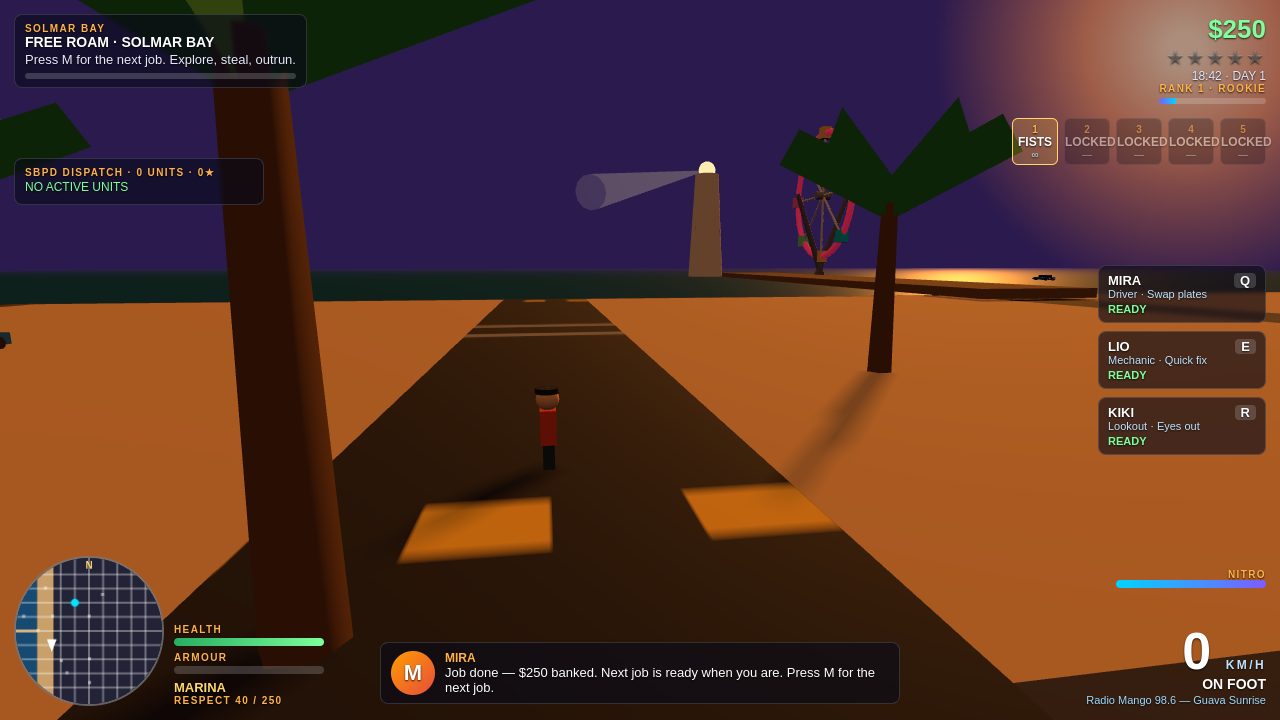 SOLMAR BAY
FREE ROAM · SOLMAR BAY
Press M for the next job. Explore, steal, outrun.
$250
★★★★★
18:42 · DAY 1
RANK 1 · ROOKIE
1 2 3 4 5
FISTS LOCKED LOCKED LOCKED LOCKED
∞ — — — —
SBPD DISPATCH · 0 UNITS · 0★
NO ACTIVE UNITS
MIRA Q
Driver · Swap plates
READY
LIO E
Mechanic · Quick fix
READY
KIKI R
Lookout · Eyes out
READY
N
HEALTH
ARMOUR
MARINA
RESPECT 40 / 250
M
MIRA
Job done — $250 banked. Next job is ready when you are. Press M for the
next job.
NITRO
0 KM/H
ON FOOT
Radio Mango 98.6 — Guava Sunrise